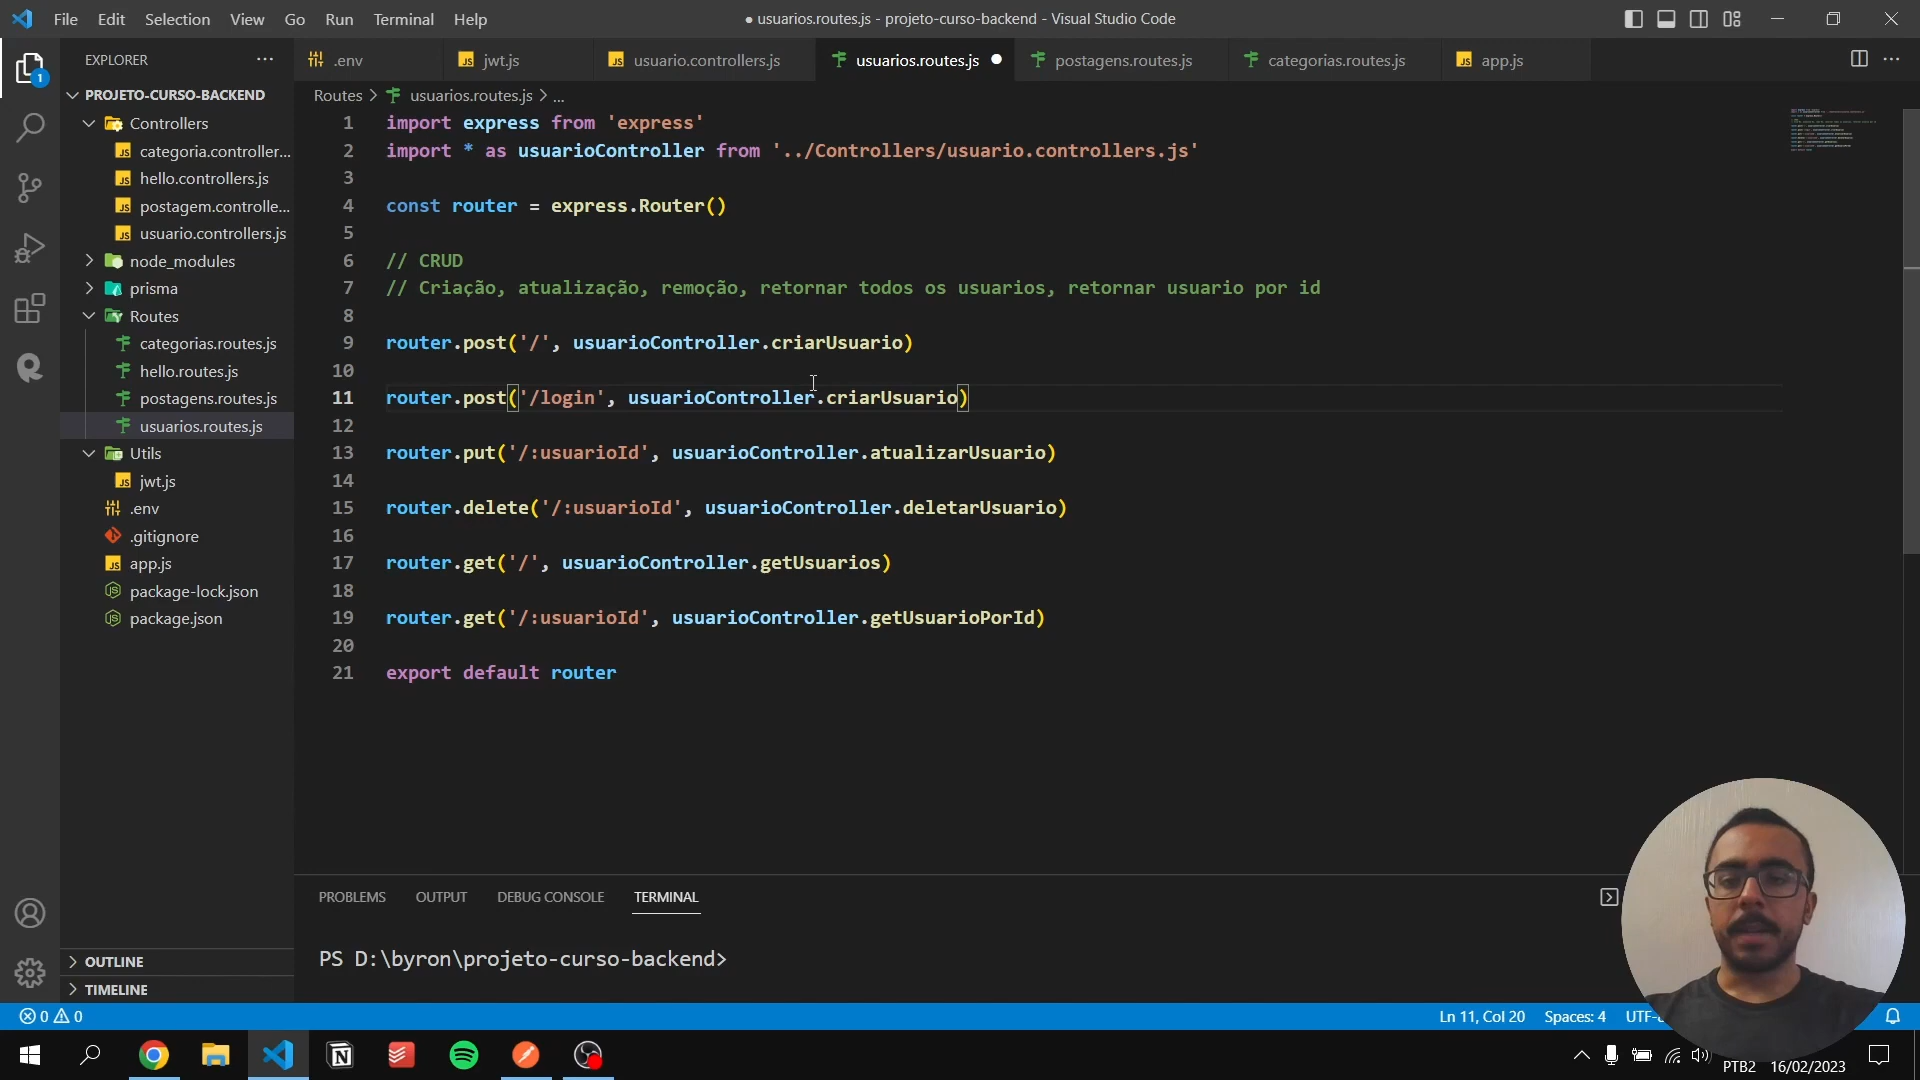 File Edit Selection View Go Run Terminal Help
● usuarios.routes.js - projeto-curso-backend - Visual Studio Code
EXPLORER
.env
jwt.js
usuario.controllers.js
usuarios.routes.js
postagens.routes.js
categorias.routes.js
app.js
Routes > usuarios.routes.js > ...
1
PROJETO-CURSO-BACKEND
Controllers
categoria.controller...
hello.controllers.js
postagem.controlle...
usuario.controllers.js
node_modules
prisma
Routes
categorias.routes.js
hello.routes.js
postagens.routes.js
usuarios.routes.js
Utils
jwt.js
.env
.gitignore
app.js
package-lock.json
package.json
OUTLINE
TIMELINE
1 import express from 'express'
2 import * as usuarioController from '../Controllers/usuario.controllers.js'
3
4 const router = express.Router()
5
6 // CRUD
7 // Criação, atualização, remoção, retornar todos os usuarios, retornar usuario por id
8
9 router.post('/', usuarioController.criarUsuario)
10
11 router.post('/login', usuarioController.criarUsuario)
12
13 router.put('/:usuarioId', usuarioController.atualizarUsuario)
14
15 router.delete('/:usuarioId', usuarioController.deletarUsuario)
16
17 router.get('/', usuarioController.getUsuarios)
18
19 router.get('/:usuarioId', usuarioController.getUsuarioPorId)
20
21 export default router
PROBLEMS OUTPUT DEBUG CONSOLE TERMINAL
PS D:\byron\projeto-curso-backend>
0 0
Ln 11, Col 20 Spaces: 4
PTB2 16/02/2023